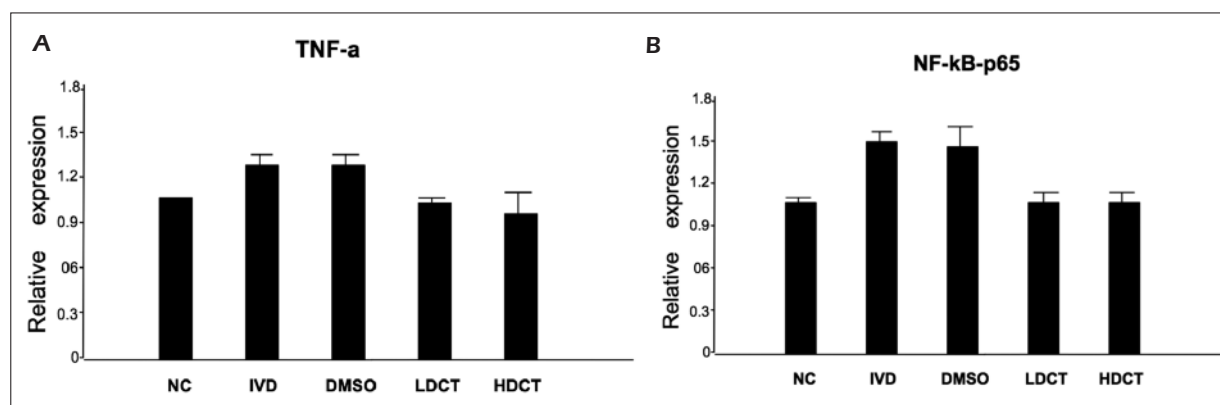 A
TNF-a
Relative expression
1.8
1.5
1.2
0.9
06
0.3
0
NC IVD DMSO LDCT HDCT
B
NF-kB-p65
Relative expression
1.8
1.5
1.2
0.9
06
0.3
0
NC IVD DMSO LDCT HDCT